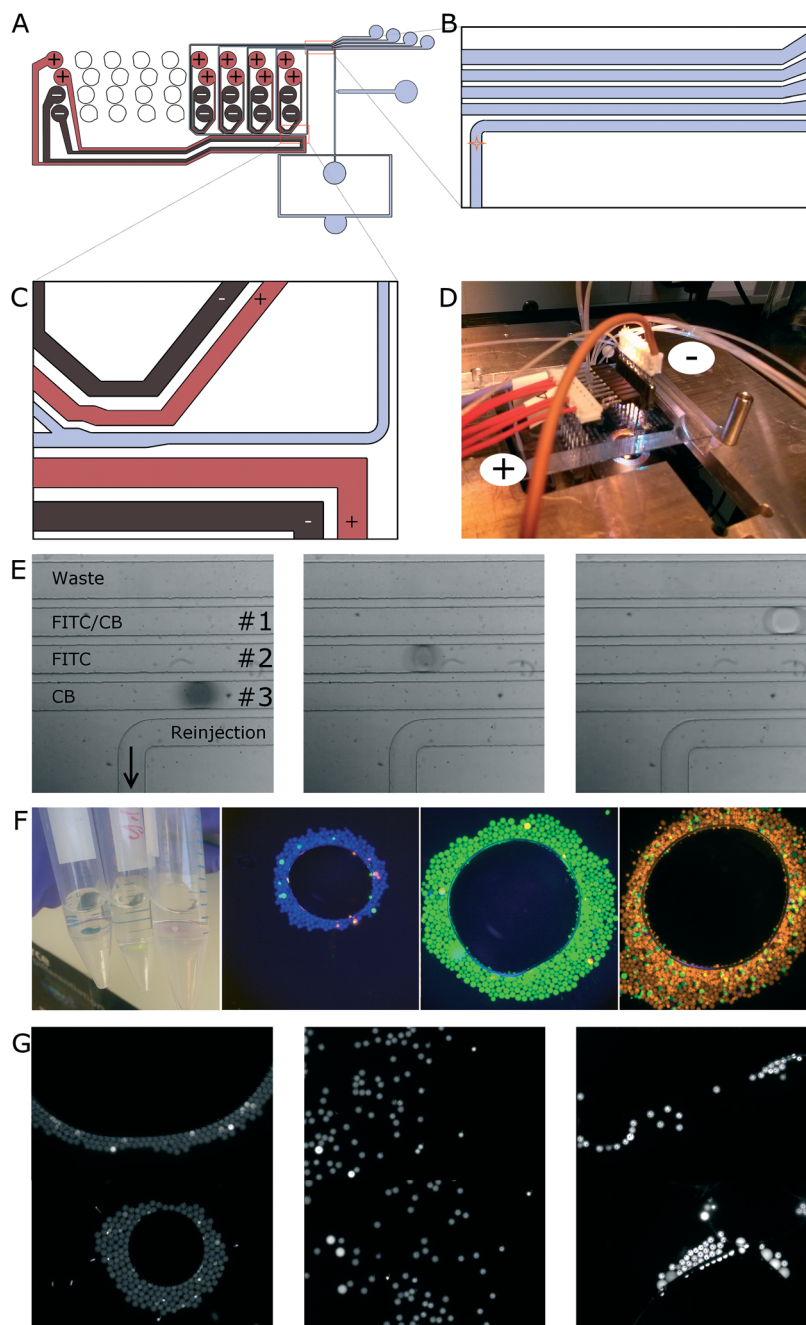 A
B
+ + + + +
+ + + + +
- - - - -
- - - - -
C
- +
- +
D
-
+
E
Waste
FITC/CB #1
FITC #2
CB #3
Reinjection
F
G